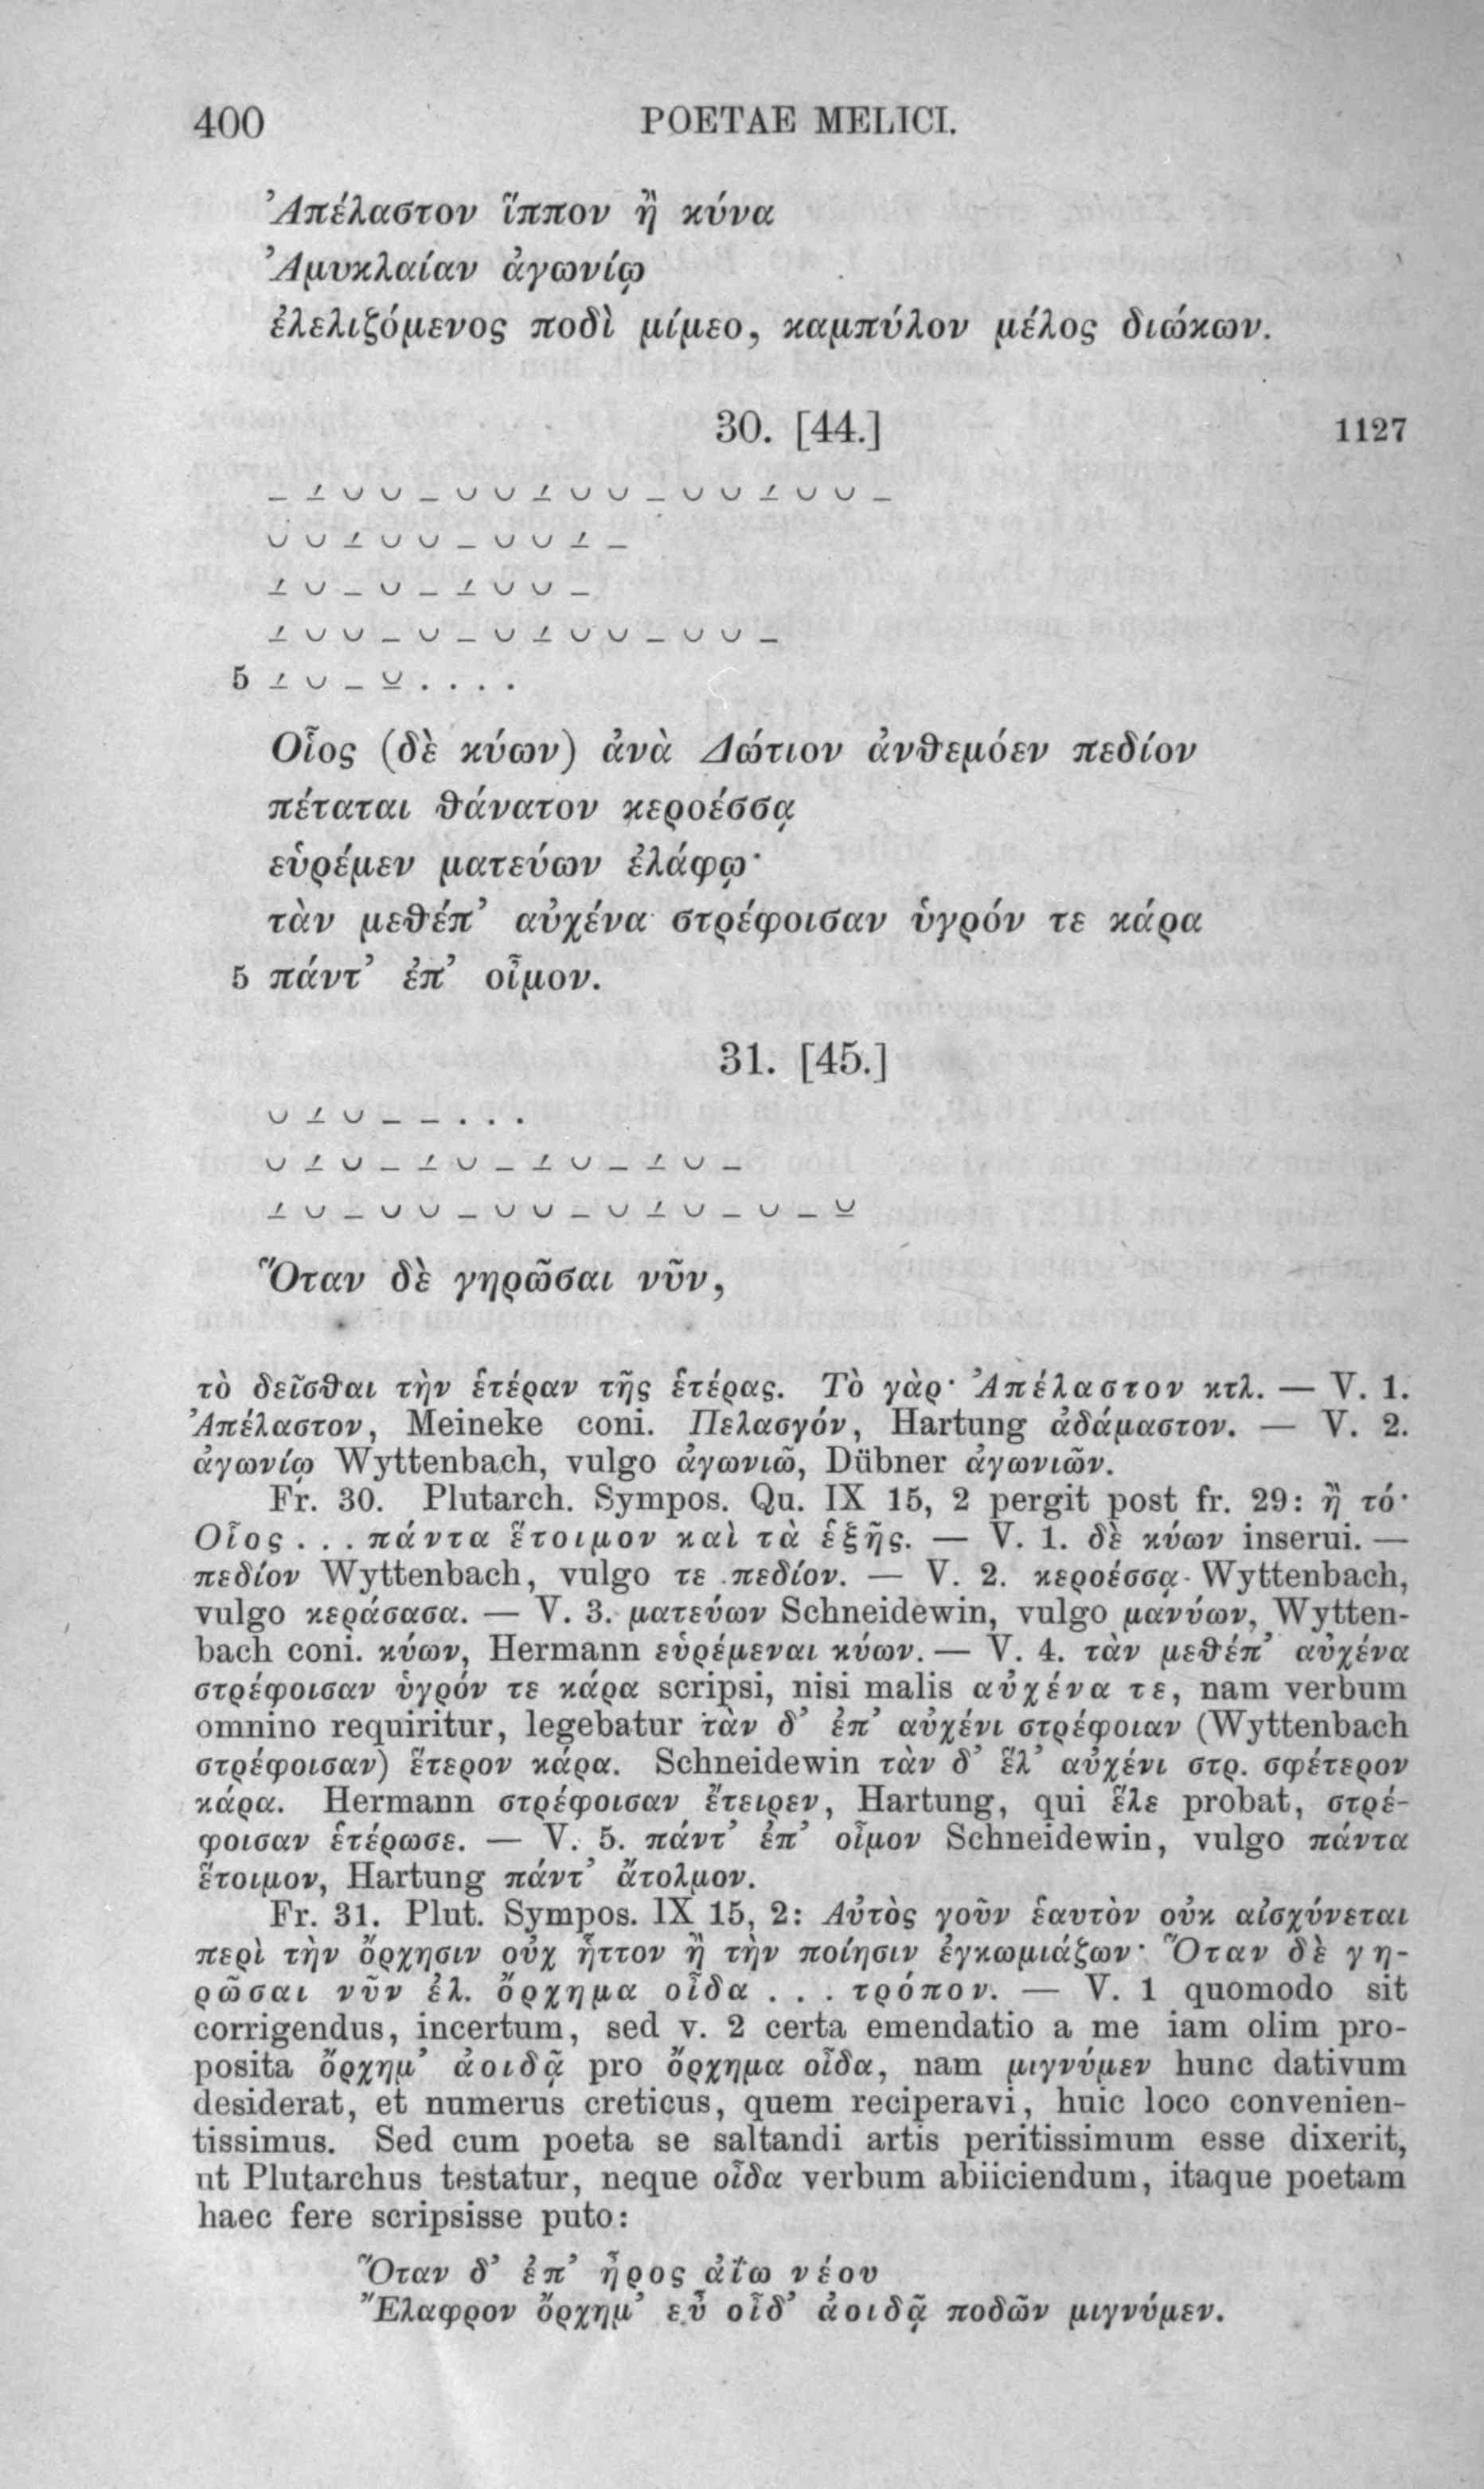 400 POETAE MELICI.
Ἀπέλαστον ἵππον ἢ κύνα
Ἀμυκλαίαν ἀγωνίῳ
ἐλελιζόμενος ποδὶ μίμεο, καμπύλον μέλος διώκων.
30. [44.] 1127
_ ∠ ∪ ∪ _ ∪ ∪ ∠ ∪ ∪ _ ∪ ∪ ∠ ∪ ∪ _
∪ ∪ ∠ ∪ ∪ _ ∪ ∪ ∠ _
∠ ∪ _ ∪ _ ∠ ∪ ∪ _
∠ ∪ ∪ _ ∪ _ ∪ ∠ ∪ ∪ _ ∪ ∪ _
5 ∠ ∪ _ ⊻ . . . .
Οἷος (δὲ κύων) ἀνὰ Δώτιον ἀνθεμόεν πεδίον
πέταται θάνατον κεροέσσᾳ
εὑρέμεν ματεύων ἐλάφῳ·
τὰν μεθέπ’ αὐχένα στρέφοισαν ὑγρόν τε κάρα
5 πάντ’ ἐπ’ οἶμον.
31. [45.]
∪ ∠ ∪ _ _ . . .
∪ ∠ ∪ _ ∠ ∪ _ ∠ ∪ _ ∠ ∪ _
∠ ∪ _ ∪ ∪ _ ∪ ∪ _ ∪ ∠ ∪ _ ∪ _ ⊻
Ὅταν δὲ γηρῶσαι νῦν,
τὸ δεῖσθαι τὴν ἑτέραν τῆς ἑτέρας. Τὸ γὰρ· Ἀπέλαστον κτλ. — V. 1.
Ἀπέλαστον, Meineke coni. Πελασγόν, Hartung ἀδάμαστον. — V. 2.
ἀγωνίῳ Wyttenbach, vulgo ἀγωνιῶ, Dübner ἀγωνιῶν.
Fr. 30. Plutarch. Sympos. Qu. IX 15, 2 pergit post fr. 29: ἢ τό·
Οἷος . . . πάντα ἕτοιμον καὶ τὰ ἑξῆς. — V. 1. δὲ κύων inserui. —
πεδίον Wyttenbach, vulgo τε πεδίον. — V. 2. κεροέσσᾳ Wyttenbach,
vulgo κεράσασα. — V. 3. ματεύων Schneidewin, vulgo μανύων, Wytten-
bach coni. κύων, Hermann εὑρέμεναι κύων. — V. 4. τὰν μεθέπ’ αὐχένα
στρέφοισαν ὑγρόν τε κάρα scripsi, nisi malis αὐχένα τε, nam verbum
omnino requiritur, legebatur τὰν δ’ ἐπ’ αὐχένι στρέφοιαν (Wyttenbach
στρέφοισαν) ἕτερον κάρα. Schneidewin τὰν δ’ ἕλ’ αὐχένι στρ. σφέτερον
κάρα. Hermann στρέφοισαν ἔτειρεν, Hartung, qui ἕλε probat, στρέ-
φοισαν ἑτέρωσε. — V. 5. πάντ’ ἐπ’ οἶμον Schneidewin, vulgo πάντα
ἕτοιμον, Hartung πάντ’ ἄτολμον.
Fr. 31. Plut. Sympos. IX 15, 2: Αὐτὸς γοῦν ἑαυτὸν οὐκ αἰσχύνεται
περὶ τὴν ὄρχησιν οὐχ ἧττον ἢ τὴν ποίησιν ἐγκωμιάζων· Ὅταν δὲ γη-
ρῶσαι νῦν ἐλ. ὄρχημα οἶδα . . . τρόπον. — V. 1 quomodo sit
corrigendus, incertum, sed v. 2 certa emendatio a me iam olim pro-
posita ὄρχημ’ ἀοιδᾷ pro ὄρχημα οἶδα, nam μιγνύμεν hunc dativum
desiderat, et numerus creticus, quem reciperavi, huic loco convenien-
tissimus. Sed cum poeta se saltandi artis peritissimum esse dixerit,
ut Plutarchus testatur, neque οἶδα verbum abiiciendum, itaque poetam
haec fere scripsisse puto:
Ὅταν δ’ ἐπ’ ἦρος ἀΐω νέου
Ἔλαφρον ὄρχημ’ εὖ οἶδ’ ἀοιδᾷ ποδῶν μιγνύμεν.